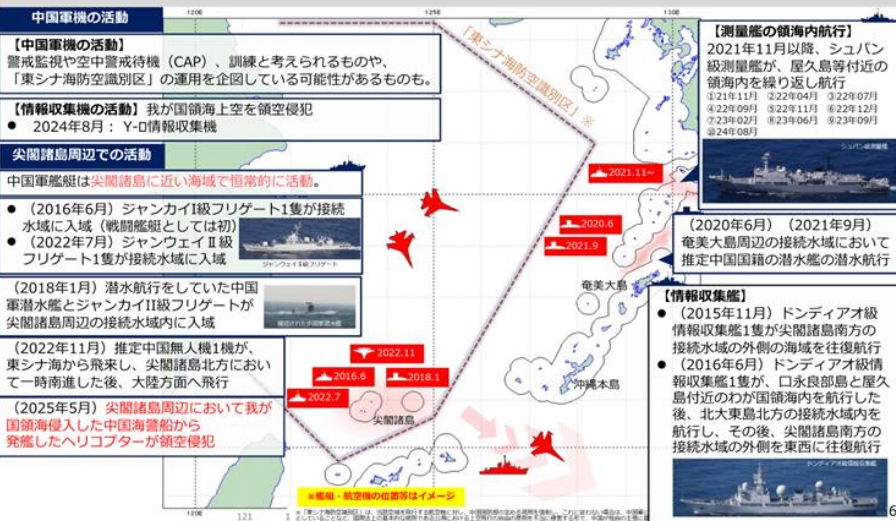 中国軍機の活動
【中国軍機の活動】
警戒監視や空中警戒待機（CAP）、訓練と考えられるものや、
「東シナ海防空識別区」の運用を企図している可能性があるものも。
【情報収集機の活動】我が国領海上空を領空侵犯
● 2024年8月： Y-9情報収集機
尖閣諸島周辺での活動
中国軍艦艇は尖閣諸島に近い海域で恒常的に活動。
● （2016年6月）ジャンカイI級フリゲート1隻が接続
水域に入域（戦闘艦艇としては初）
● （2022年7月）ジャンウェイⅡ級
フリゲート1隻が接続水域に入域
ジャンウェイⅡ級フリゲート
（2018年1月）潜水航行をしていた中国
軍潜水艦とジャンカイII級フリゲートが
尖閣諸島周辺の接続水域内に入域
（2022年11月）推定中国無人機1機が、
東シナ海から飛来し、尖閣諸島北方におい
て一時南進した後、大陸方面へ飛行
（2025年5月）尖閣諸島周辺において我が
国領海侵入した中国海警船から
発艦したヘリコプターが領空侵犯
120E
125E
130E
「東シナ海防空識別区」※
2021.11~
2020.6
2021.9
奄美大島
沖縄本島
2022.11
2016.6
2018.1
2022.7
尖閣諸島
※艦艇・航空機の位置等はイメージ
120E
121
【測量艦の領海内航行】
2021年11月以降、シュパン
級測量艦が、屋久島等付近の
領海内を繰り返し航行
①21年11月 ②22年04月 ③22年07月
④22年09月 ⑤22年11月 ⑥22年12月
⑦23年02月 ⑧23年06月 ⑨23年09月
⑩24年08月
シュパン級測量艦
（2020年6月）（2021年9月）
奄美大島周辺の接続水域において
推定中国国籍の潜水艦の潜水航行
【情報収集艦】
● （2015年11月）ドンディアオ級
情報収集艦1隻が尖閣諸島南方の
接続水域の外側の海域を往復航行
● （2016年6月）ドンディアオ級情
報収集艦1隻が、口永良部島と屋久
島付近のわが国領海内を航行した
後、北大東島北方の接続水域内を
航行し、その後、尖閣諸島南方の
接続水域の外側を東西に往復航行
ドンディアオ級情報収集艦